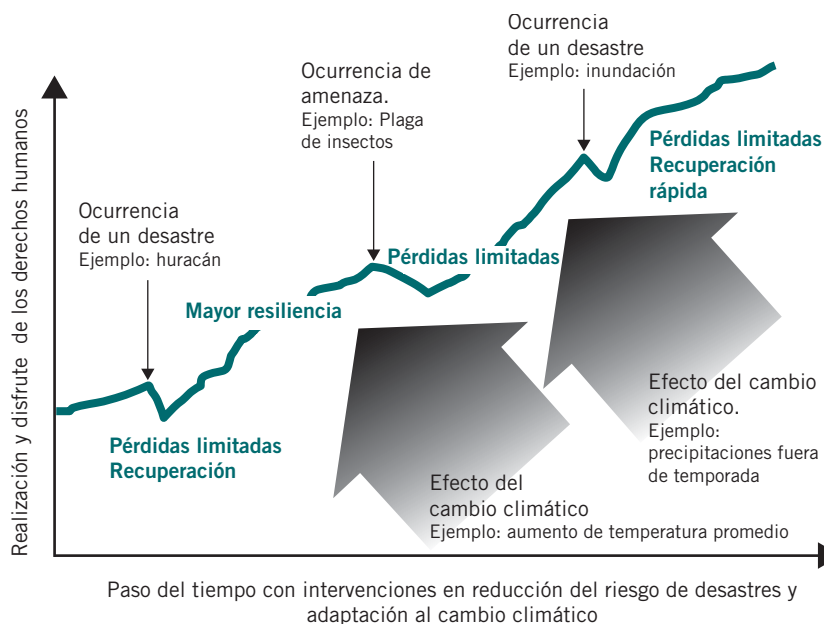 Ocurrencia
de un desastre
Ejemplo: inundación
Ocurrencia de
amenaza.
Ejemplo: Plaga
de insectos
Pérdidas limitadas
Recuperación
rápida
Ocurrencia
de un desastre
Ejemplo: huracán
Pérdidas limitadas
Mayor resiliencia
Realización y disfrute de los derechos humanos
Efecto del cambio
climático.
Ejemplo:
precipitaciones fuera
de temporada
Pérdidas limitadas
Recuperación
Efecto del
cambio climático
Ejemplo: aumento de temperatura promedio
Paso del tiempo con intervenciones en reducción del riesgo de desastres y
adaptación al cambio climático